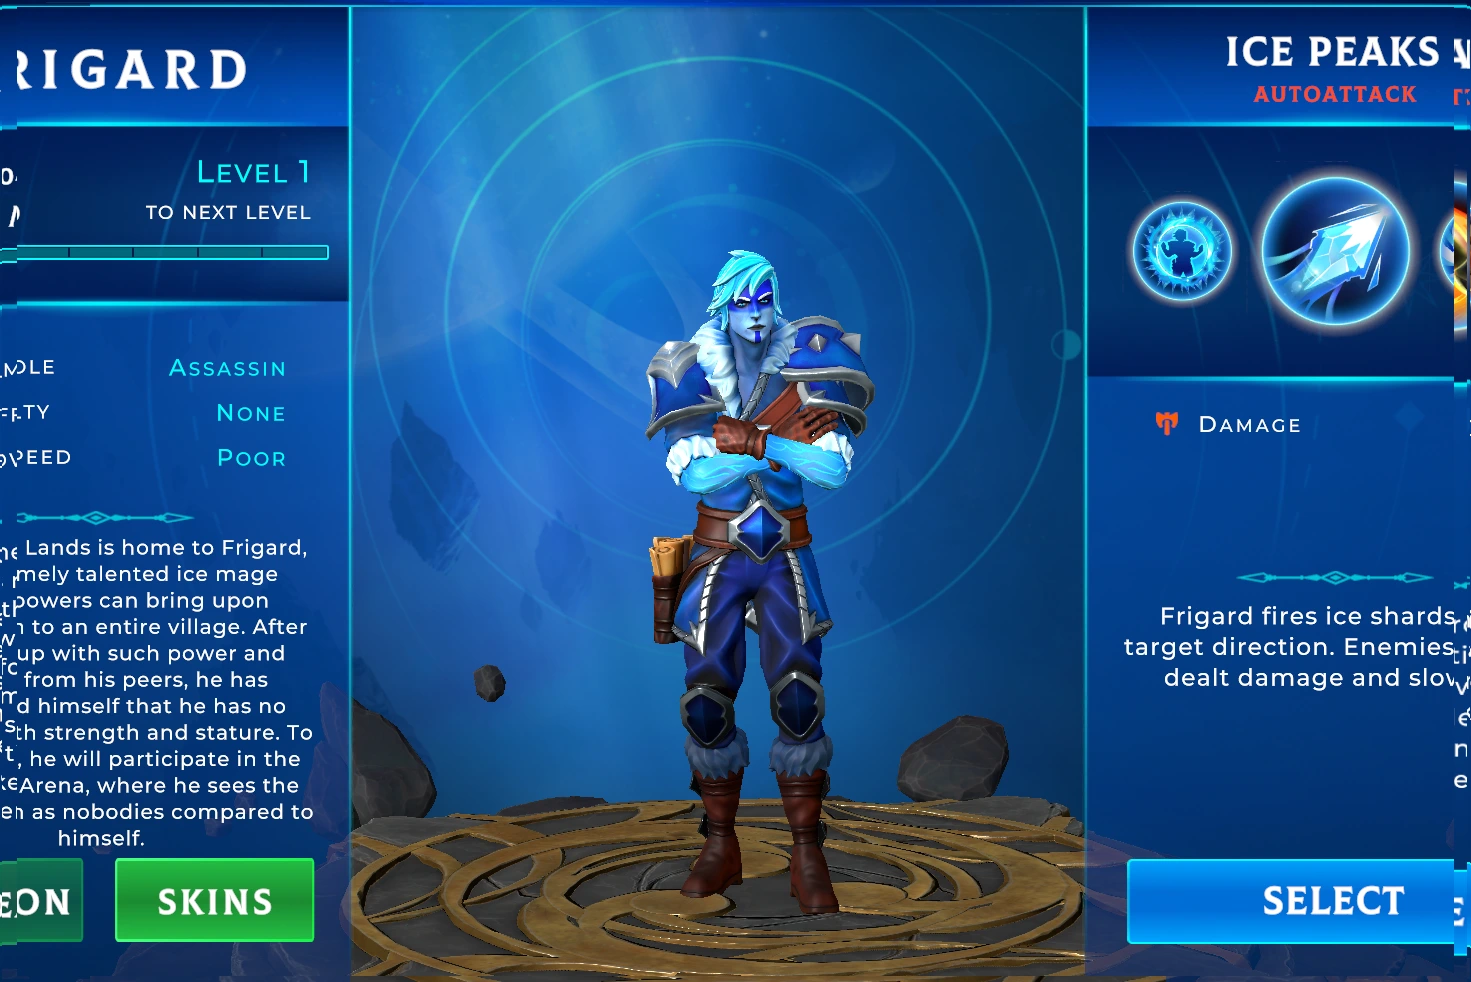 RIGARD
LEVEL 1
TO NEXT LEVEL
ASSASSIN
NONE
POOR
Lands is home to Frigard,
mely talented ice mage
powers can bring upon
to an entire village. After
up with such power and
from his peers, he has
d himself that he has no
th strength and stature. To
, he will participate in the
Arena, where he sees the
as nobodies compared to
himself.
ON
SKINS
ICE PEAKS
AUTOATTACK
DAMAGE
Frigard fires ice shards
target direction. Enemies
dealt damage and slow
SELECT